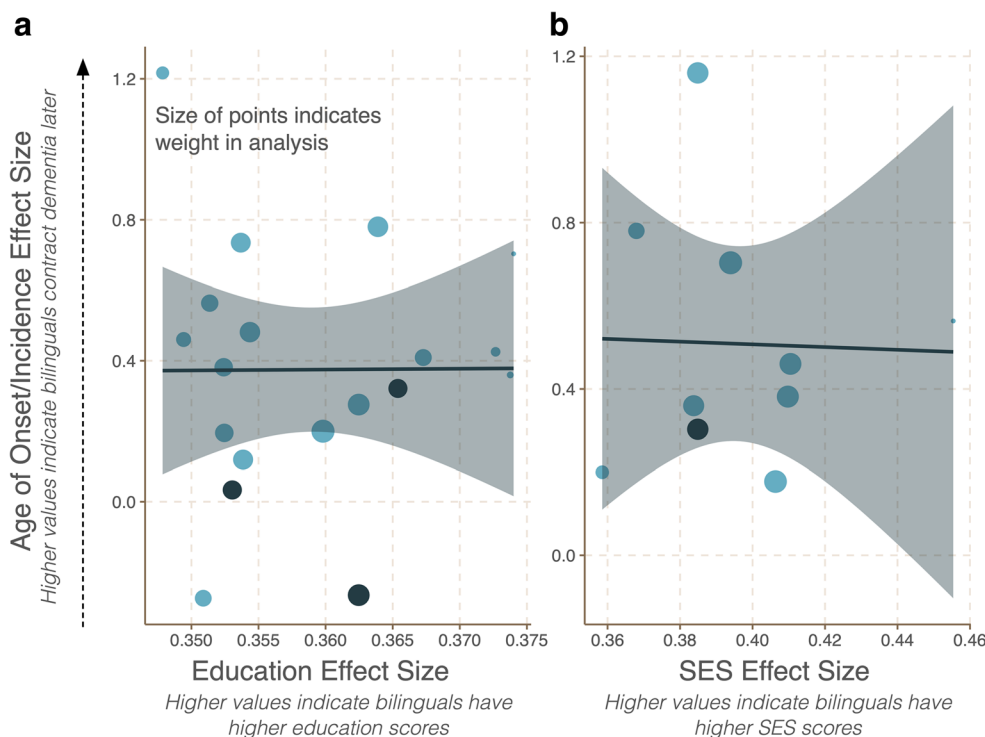 a
b
Age of Onset/Incidence Effect Size
Higher values indicate bilinguals contract dementia later
1.2
0.8
0.4
0.0
Size of points indicates
weight in analysis
0.350 0.355 0.360 0.365 0.370 0.375
Education Effect Size
Higher values indicate bilinguals have
higher education scores
1.2
0.8
0.4
0.0
0.36 0.38 0.40 0.42 0.44 0.46
SES Effect Size
Higher values indicate bilinguals have
higher SES scores